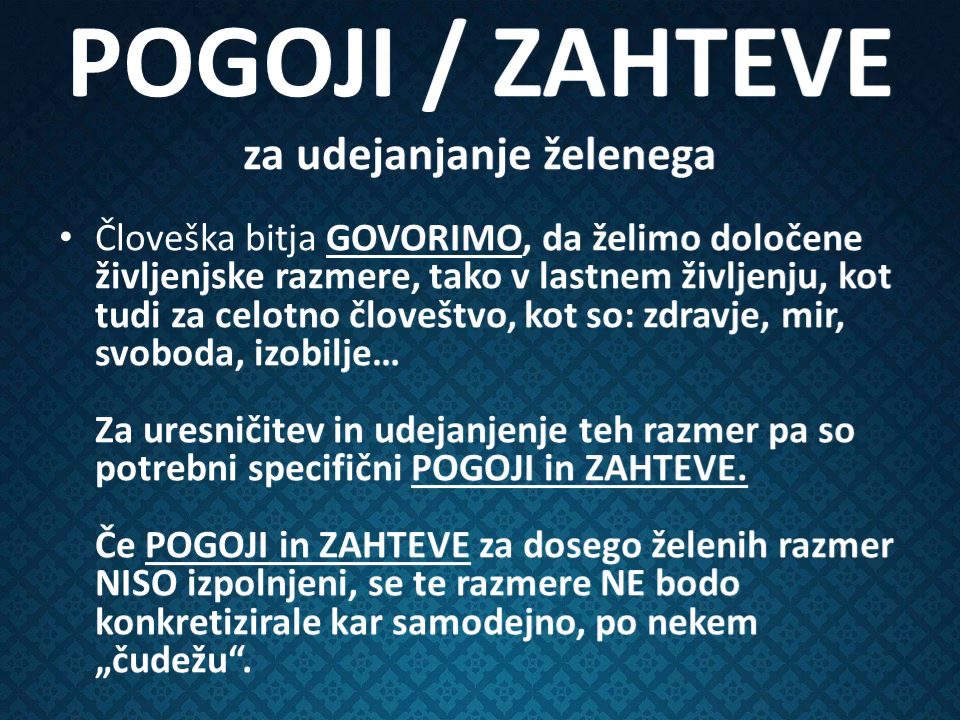 POGOJI / ZAHTEVE
za udejanjanje želenega
• Človeška bitja GOVORIMO, da želimo določene
življenjske razmere, tako v lastnem življenju, kot
tudi za celotno človeštvo, kot so: zdravje, mir,
svoboda, izobilje…
Za uresničitev in udejanjenje teh razmer pa so
potrebni specifični POGOJI in ZAHTEVE.
Če POGOJI in ZAHTEVE za dosego želenih razmer
NISO izpolnjeni, se te razmere NE bodo
konkretizirale kar samodejno, po nekem
„čudežu“.